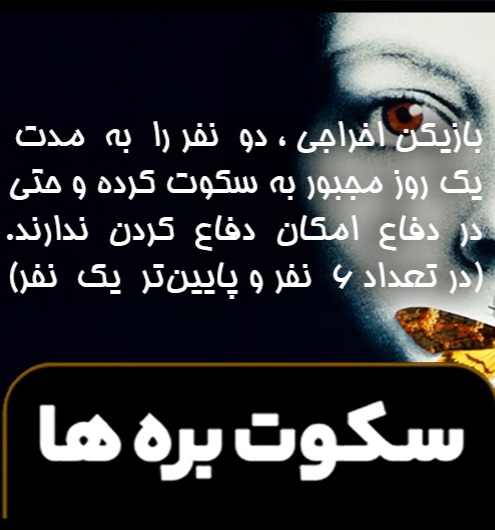 بازیکن اخراجی ، دو نفر را به مدت
یک روز مجبور به سکوت کرده و حتی
در دفاع امکان دفاع کردن ندارند.
(در تعداد ۶ نفر و پایین‌تر یک نفر)
سکوت بره ها